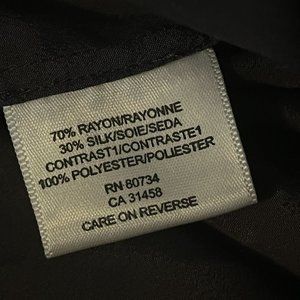 70% RAYON/RAYONNE
30% SILK/SOIE/SEDA
CONTRAST1/CONTRASTE1
100% POLYESTER/POLIESTER
RN 80734
CA 31458
CARE ON REVERSE